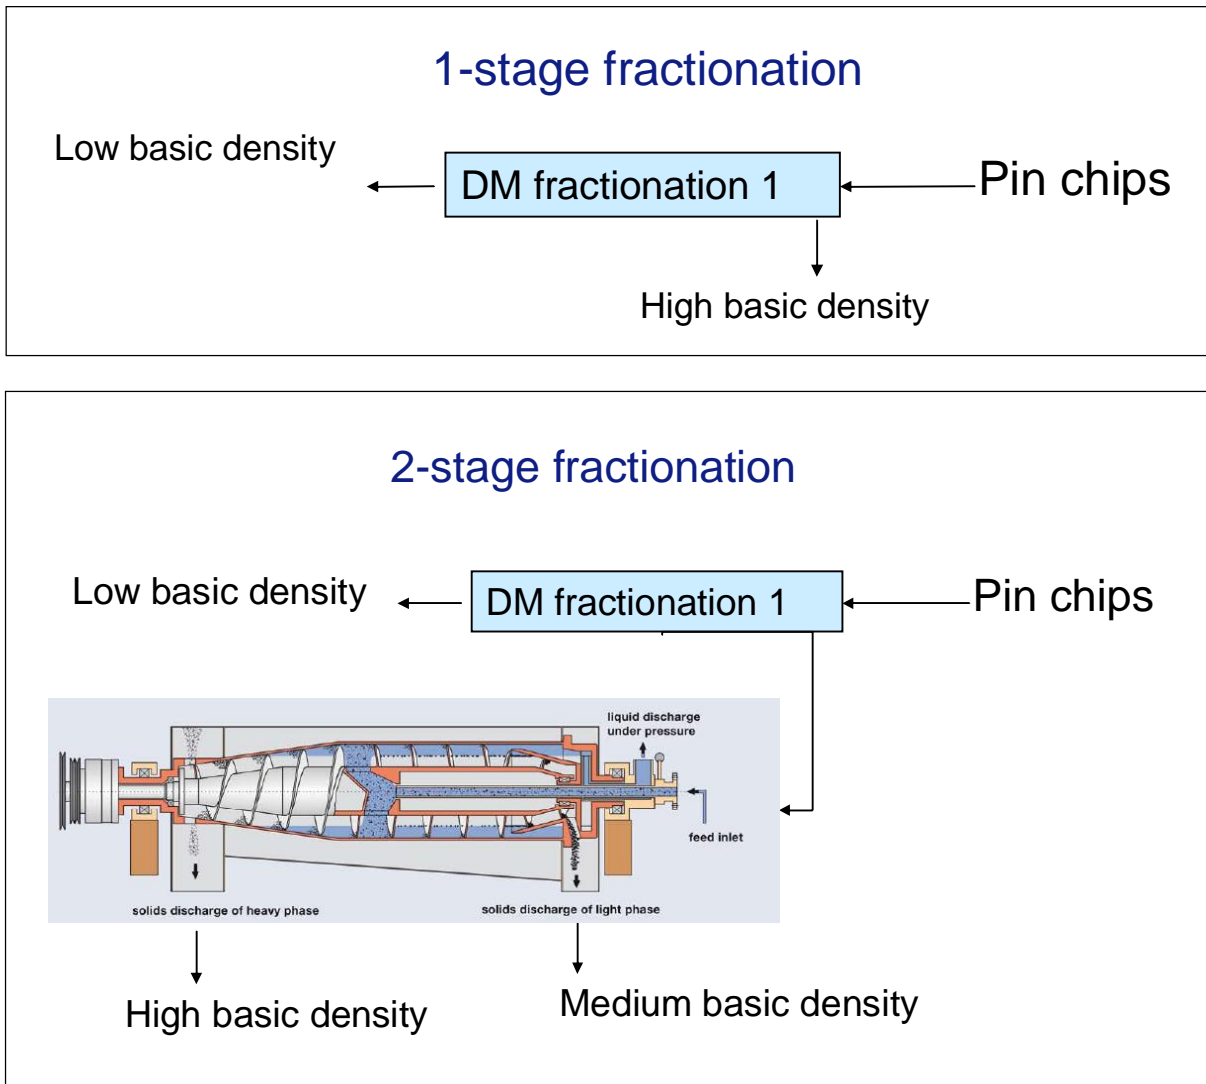 1-stage fractionation
Low basic density
DM fractionation 1
Pin chips
High basic density
2-stage fractionation
Low basic density
DM fractionation 1
Pin chips
liquid discharge
under pressure
feed inlet
solids discharge of heavy phase
solids discharge of light phase
High basic density
Medium basic density